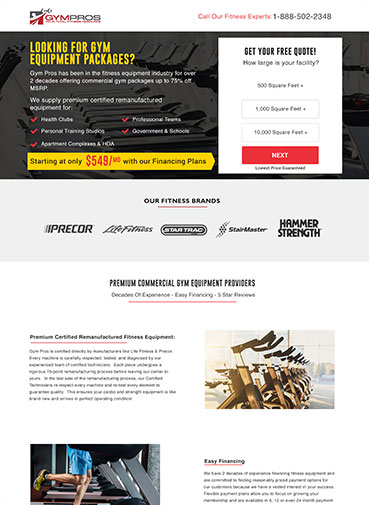 GYMPROS
Call Our Fitness Experts: 1-888-502-2348
LOOKING FOR GYM
EQUIPMENT PACKAGES?
Gym Pros has been in the fitness equipment industry for over
2 decades offering commercial gym packages up to 75% off
MSRP.
We supply premium certified remanufactured
equipment for:
Health Clubs
Professional Teams
Personal Training Studios
Government & Schools
Apartment Complexes & HOA
Starting at only $549/MO with our Financing Plans
GET YOUR FREE QUOTE!
How large is your facility?
500 Square Feet +
1,000 Square Feet +
10,000 Square Feet +
NEXT
Lowest Price Guaranteed
OUR FITNESS BRANDS
PRECOR
LifeFitness
STAR TRAC
StairMaster
HAMMER
STRENGTH
PREMIUM COMMERCIAL GYM EQUIPMENT PROVIDERS
Decades Of Experience - Easy Financing - 5 Star Reviews
Premium Certified Remanufactured Fitness Equipment:
Gym Pros is certified directly by manufacturers like Life Fitness & Precor.
Every machine is carefully inspected, tested, and diagnosed by our
experienced team of certified technicians. Each piece undergoes a
rigorous 75-point remanufacturing process before leaving our center to
yours. In the last side of the remanufacturing process, our Certified
Technicians re-inspect every machine and re-test every element to
guarantee quality. This ensures your cardio and strength equipment is like
brand new and arrives in perfect operating condition.
Easy Financing
We have 2 decades of experience financing fitness equipment and
are committed to finding reasonably priced payment options for
our customers because we have a vested interest in your success.
Flexible payment plans allow you to focus on growing your
membership and are available in 6, 12 or even 24 month payment